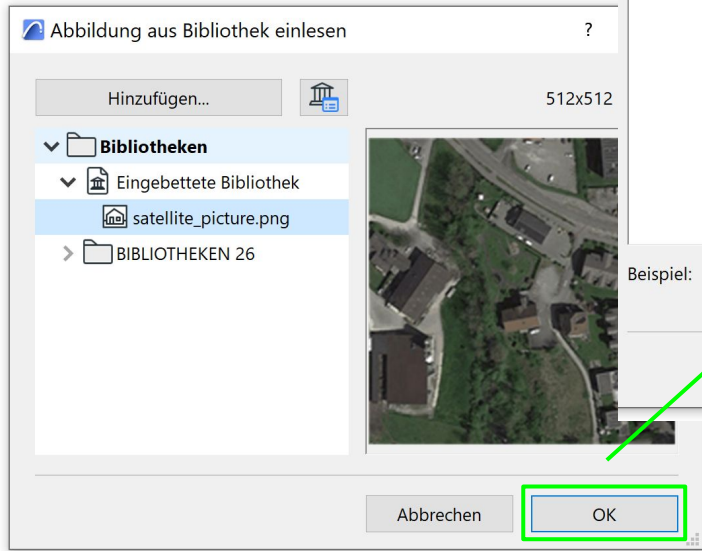 Abbildung aus Bibliothek einlesen ?
Hinzufügen... 512x512
Bibliotheken
Eingebettete Bibliothek
satellite_picture.png
BIBLIOTHEKEN 26
Beispiel:
Abbrechen OK